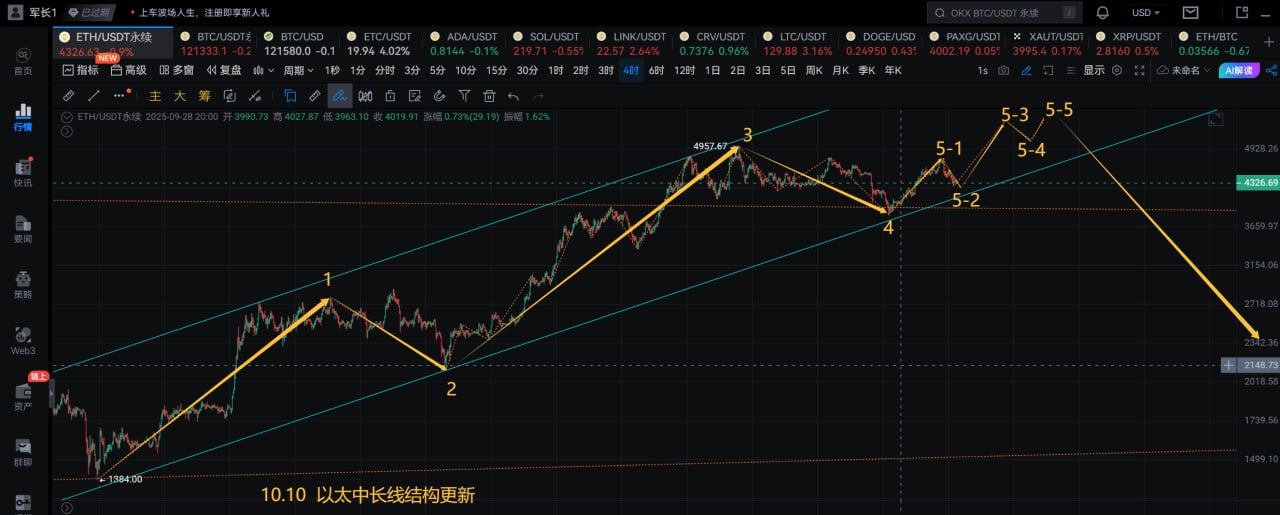 军长1 已过期 • 上车波场人生,注册即享新人礼
OKX BTC/USDT 永续 / USD
ETH/USDT永续 BTC/USDT永 BTC/USD ETC/USDT ADA/USDT SOL/USDT LINK/USDT CRV/USDT LTC/USDT DOGE/USD PAXG/USDT XAUT/USDT XRP/USDT ETH/BTC
4326.63 -0.9% 121333.1 -0.2 121580.0 -0.1 19.94 4.02% 0.8144 -0.1% 219.71 -0.55% 22.57 2.64% 0.7376 0.96% 129.88 3.16% 0.24950 0.43 4002.19 0.05% 3995.4 0.17% 2.8160 0.5% 0.03566 -0.67
NEW
指标 高级 多窗 复盘 周期 1秒 1分 3分 5分 10分 15分 30分 1时 2时 3时 4时 6时 12时 1日 2日 3日 5日 周K 月K 季K 年K 1s 显示 未命名 AI解读
主 大 筹
ETH/USDT永续 2025-09-28 20:00 开 3990.73 高 4027.87 低 3963.10 收 4019.91 涨幅 0.73%(29.19) 振幅 1.62%
首页
行情
快讯
要闻
策略
Web3
链上
资产
群聊
5-3 5-5
5-4
3
4957.67
5-1
5-2
4
1
2
1384.00
10.10 以太中长线结构更新
4928.26
4326.69
3659.97
3154.06
2718.08
2342.36
2148.73
2018.58
1739.56
1499.10